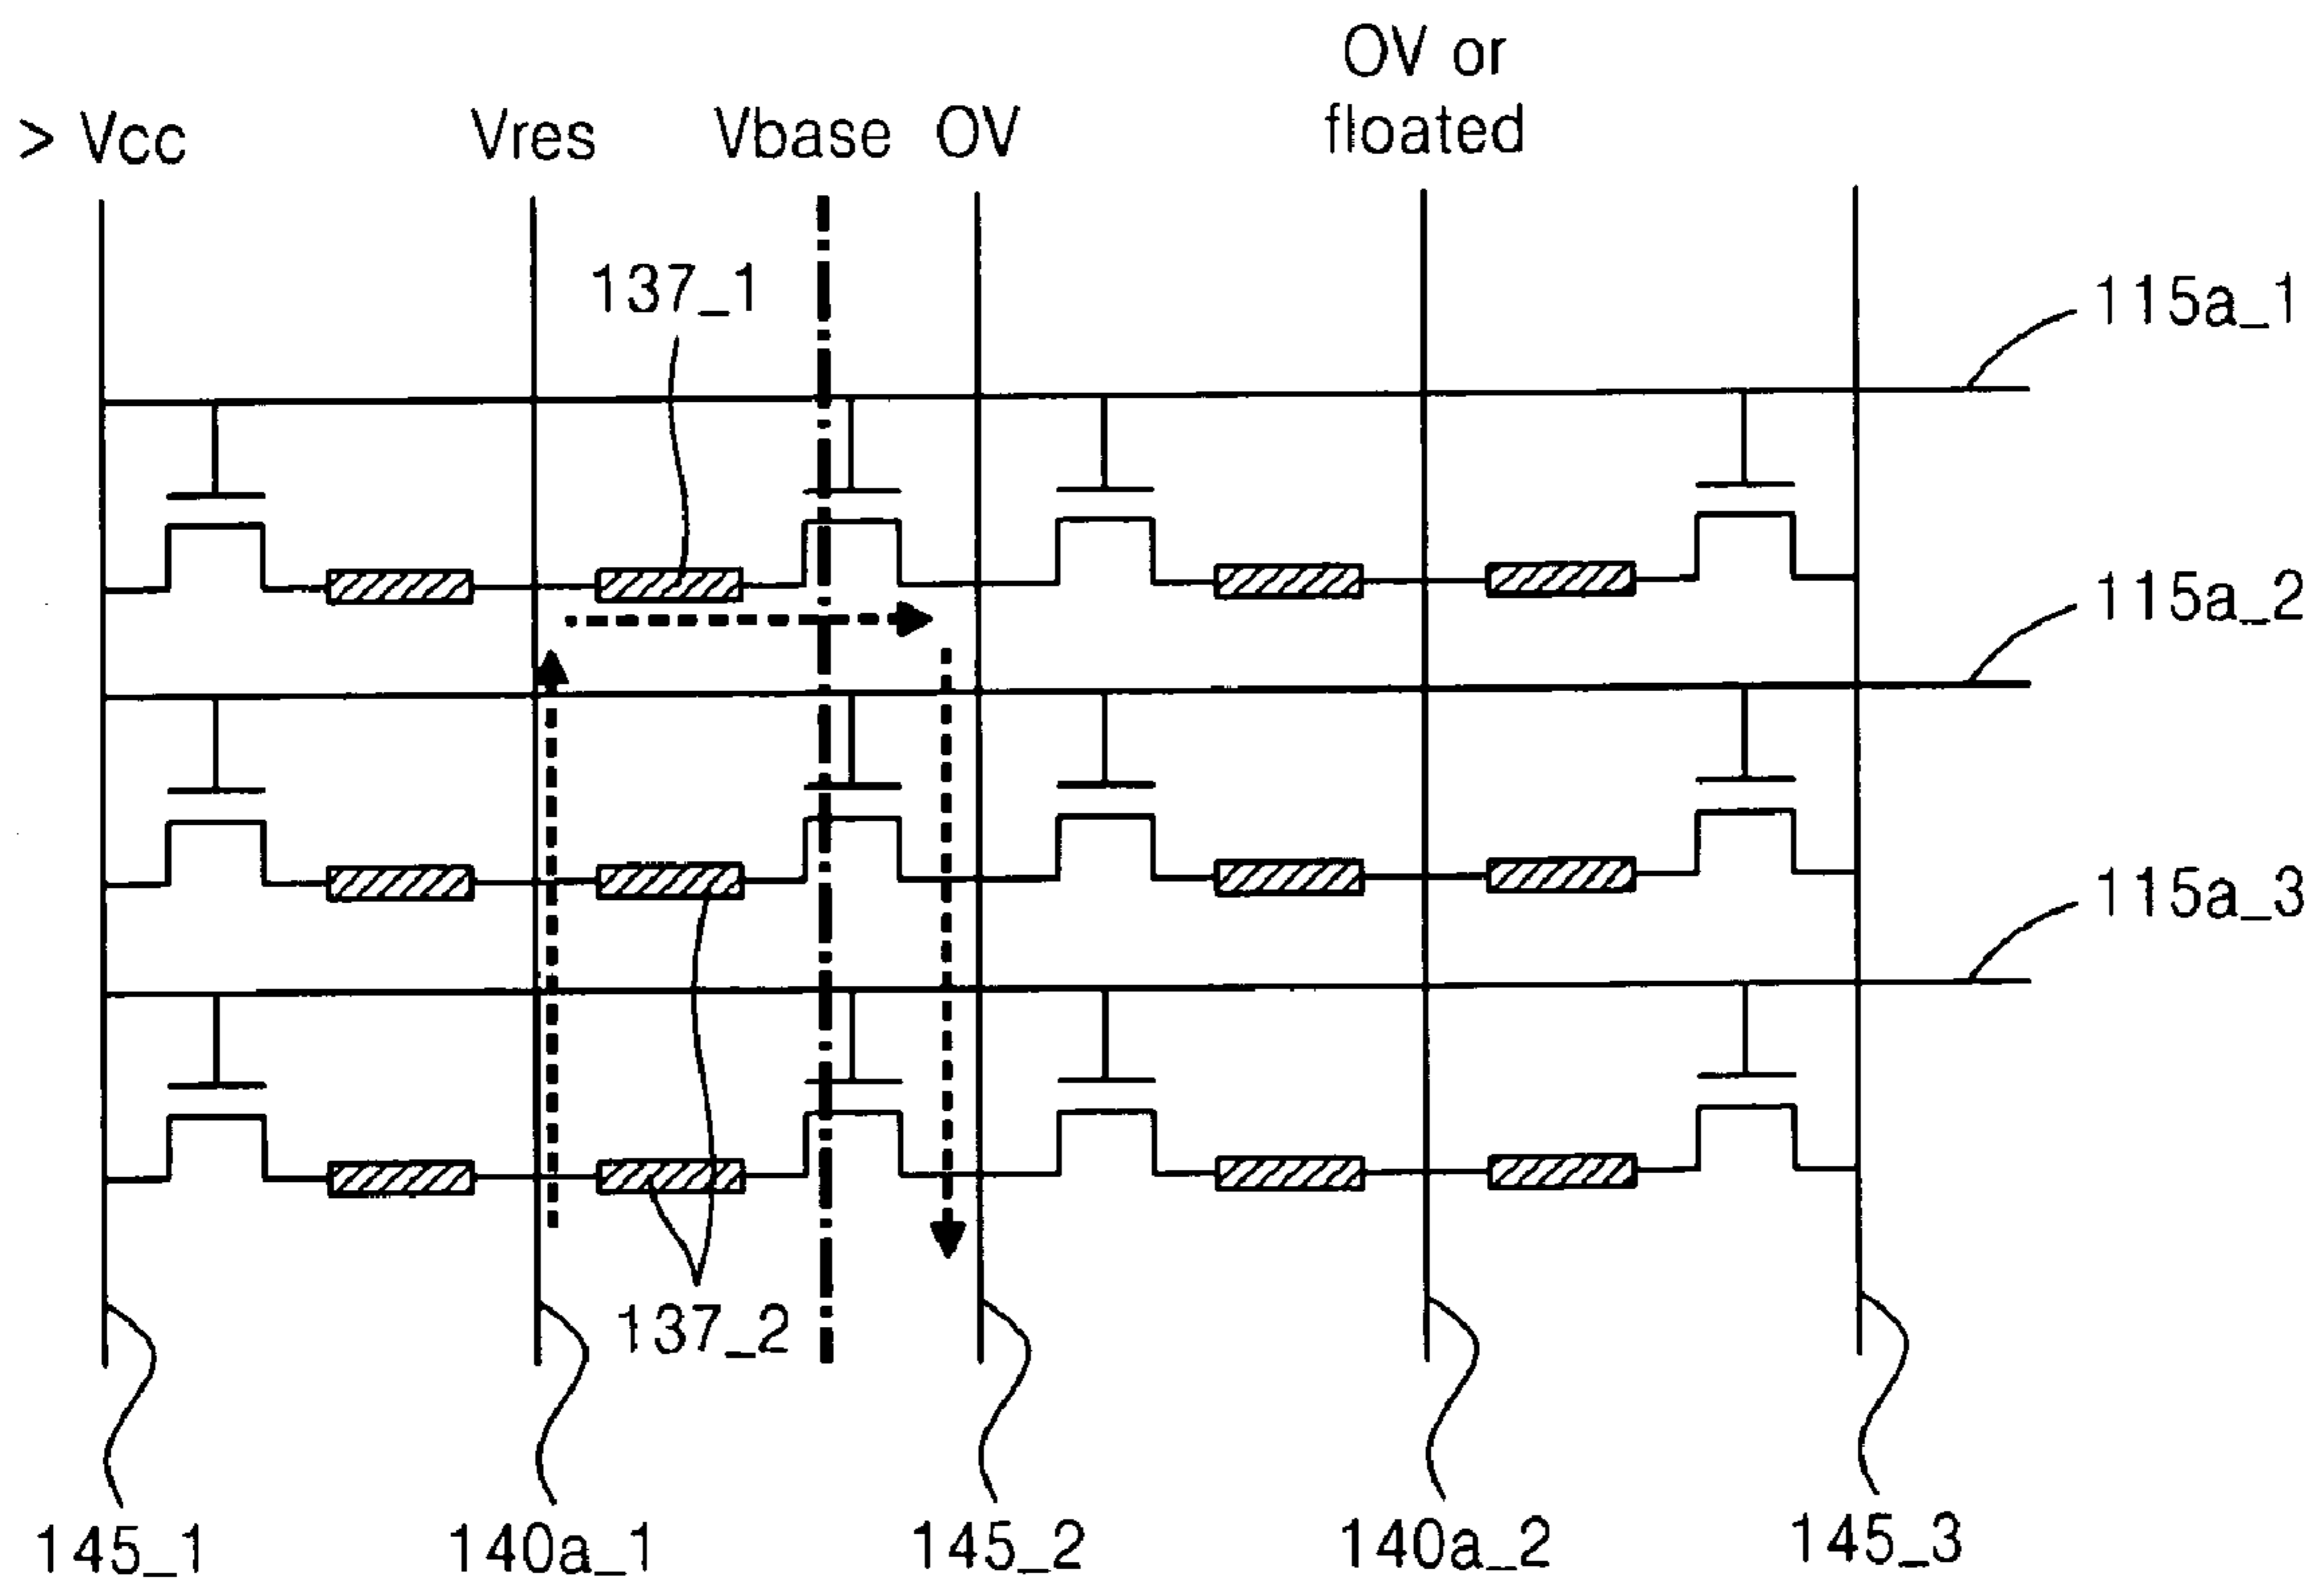 OV or
floated
> Vcc
Vres
Vbase
OV
137_1
115a_1
115a_2
115a_3
137_2
145_1
140a_1
145_2
140a_2
145_3